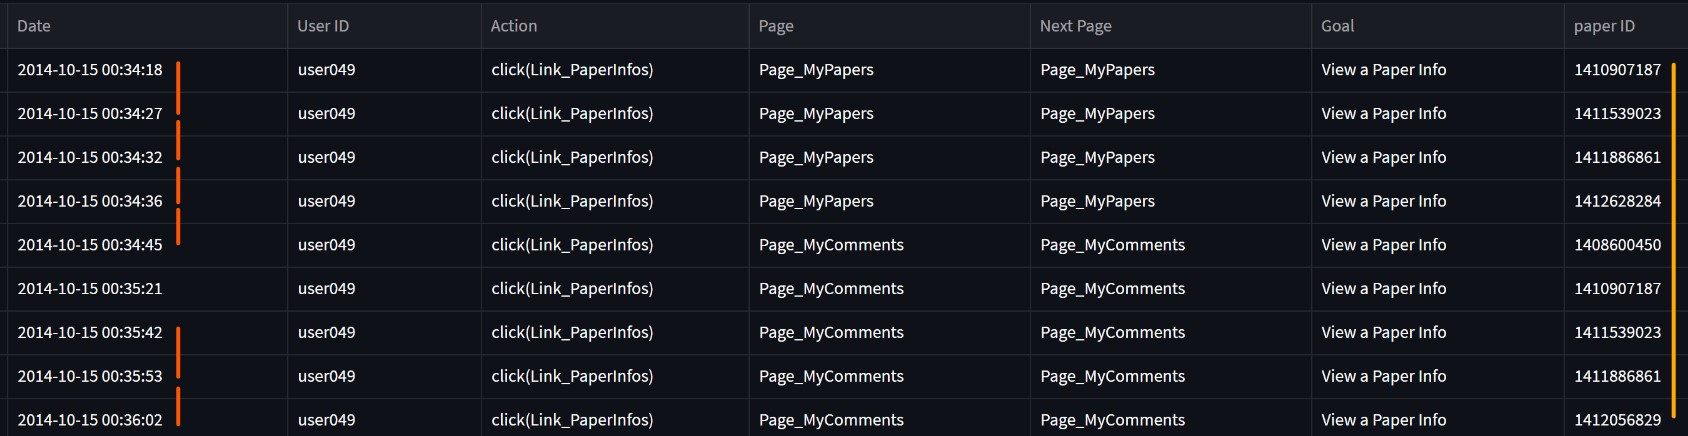 Date User ID Action Page Next Page Goal paper ID
2014-10-15 00:34:18 user049 click(Link_PaperInfos) Page_MyPapers Page_MyPapers View a Paper Info 1410907187
2014-10-15 00:34:27 user049 click(Link_PaperInfos) Page_MyPapers Page_MyPapers View a Paper Info 1411539023
2014-10-15 00:34:32 user049 click(Link_PaperInfos) Page_MyPapers Page_MyPapers View a Paper Info 1411886861
2014-10-15 00:34:36 user049 click(Link_PaperInfos) Page_MyPapers Page_MyPapers View a Paper Info 1412628284
2014-10-15 00:34:45 user049 click(Link_PaperInfos) Page_MyComments Page_MyComments View a Paper Info 1408600450
2014-10-15 00:35:21 user049 click(Link_PaperInfos) Page_MyComments Page_MyComments View a Paper Info 1410907187
2014-10-15 00:35:42 user049 click(Link_PaperInfos) Page_MyComments Page_MyComments View a Paper Info 1411539023
2014-10-15 00:35:53 user049 click(Link_PaperInfos) Page_MyComments Page_MyComments View a Paper Info 1411886861
2014-10-15 00:36:02 user049 click(Link_PaperInfos) Page_MyComments Page_MyComments View a Paper Info 1412056829